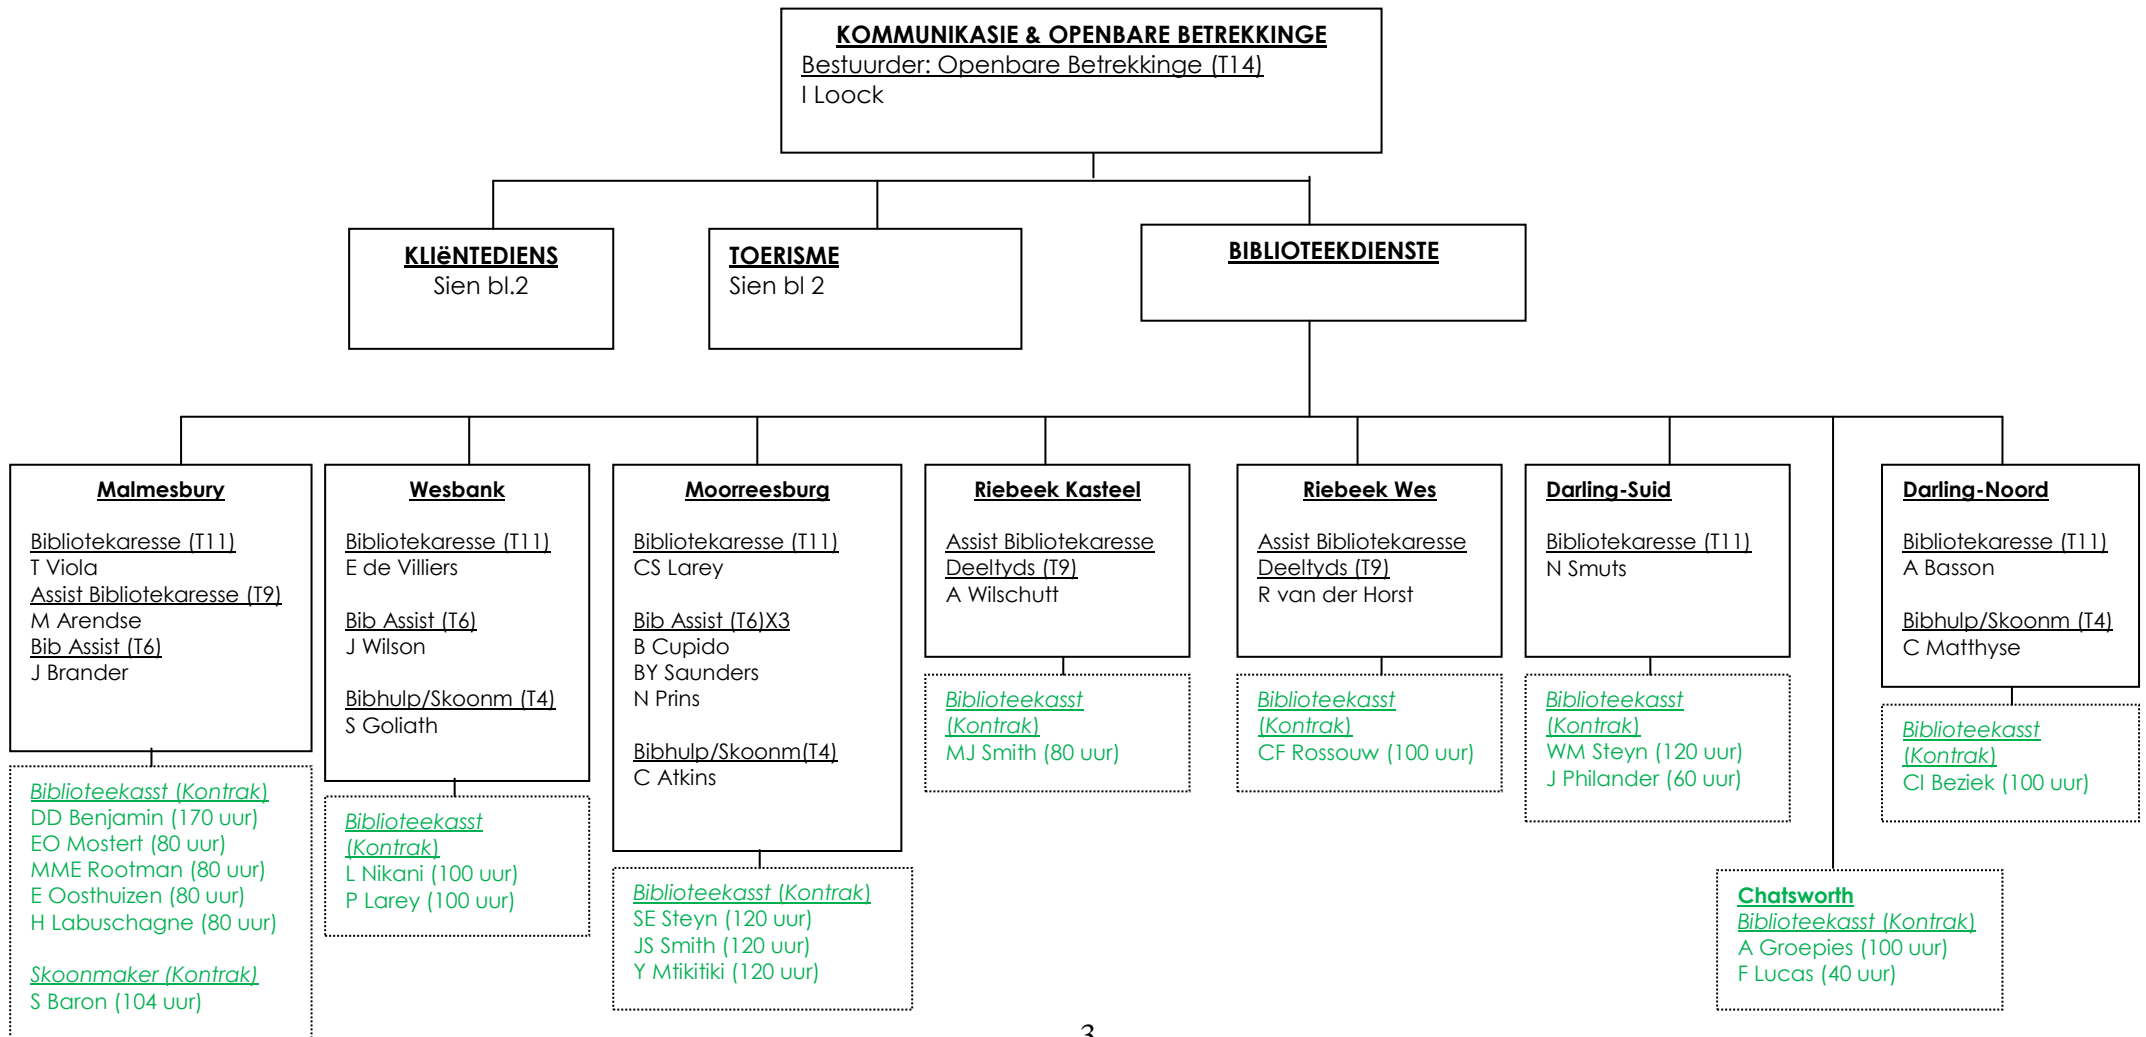 KOMMUNIKASIE & OPENBARE BETREKKINGE
Bestuurder: Openbare Betrekkinge (T14)
I Loock
KLIëNTEDIENS
Sien bl.2
TOERISME
Sien bl 2
BIBLIOTEEKDIENSTE
Malmesbury
Bibliotekaresse (T11)
T Viola
Assist Bibliotekaresse (T9)
M Arendse
Bib Assist (T6)
J Brander
Biblioteekasst (Kontrak)
DD Benjamin (170 uur)
EO Mostert (80 uur)
MME Rootman (80 uur)
E Oosthuizen (80 uur)
H Labuschagne (80 uur)
Skoonmaker (Kontrak)
S Baron (104 uur)
Wesbank
Bibliotekaresse (T11)
E de Villiers
Bib Assist (T6)
J Wilson
Bibhulp/Skoonm (T4)
S Goliath
Biblioteekasst
(Kontrak)
L Nikani (100 uur)
P Larey (100 uur)
Moorreesburg
Bibliotekaresse (T11)
CS Larey
Bib Assist (T6)X3
B Cupido
BY Saunders
N Prins
Bibhulp/Skoonm(T4)
C Atkins
Biblioteekasst (Kontrak)
SE Steyn (120 uur)
JS Smith (120 uur)
Y Mtikitiki (120 uur)
Riebeek Kasteel
Assist Bibliotekaresse
Deeltyds (T9)
A Wilschutt
Biblioteekasst
(Kontrak)
MJ Smith (80 uur)
Riebeek Wes
Assist Bibliotekaresse
Deeltyds (T9)
R van der Horst
Biblioteekasst
(Kontrak)
CF Rossouw (100 uur)
Darling-Suid
Bibliotekaresse (T11)
N Smuts
Biblioteekasst
(Kontrak)
WM Steyn (120 uur)
J Philander (60 uur)
Chatsworth
Biblioteekasst (Kontrak)
A Groepies (100 uur)
F Lucas (40 uur)
Darling-Noord
Bibliotekaresse (T11)
A Basson
Bibhulp/Skoonm (T4)
C Matthyse
Biblioteekasst
(Kontrak)
CI Beziek (100 uur)
3